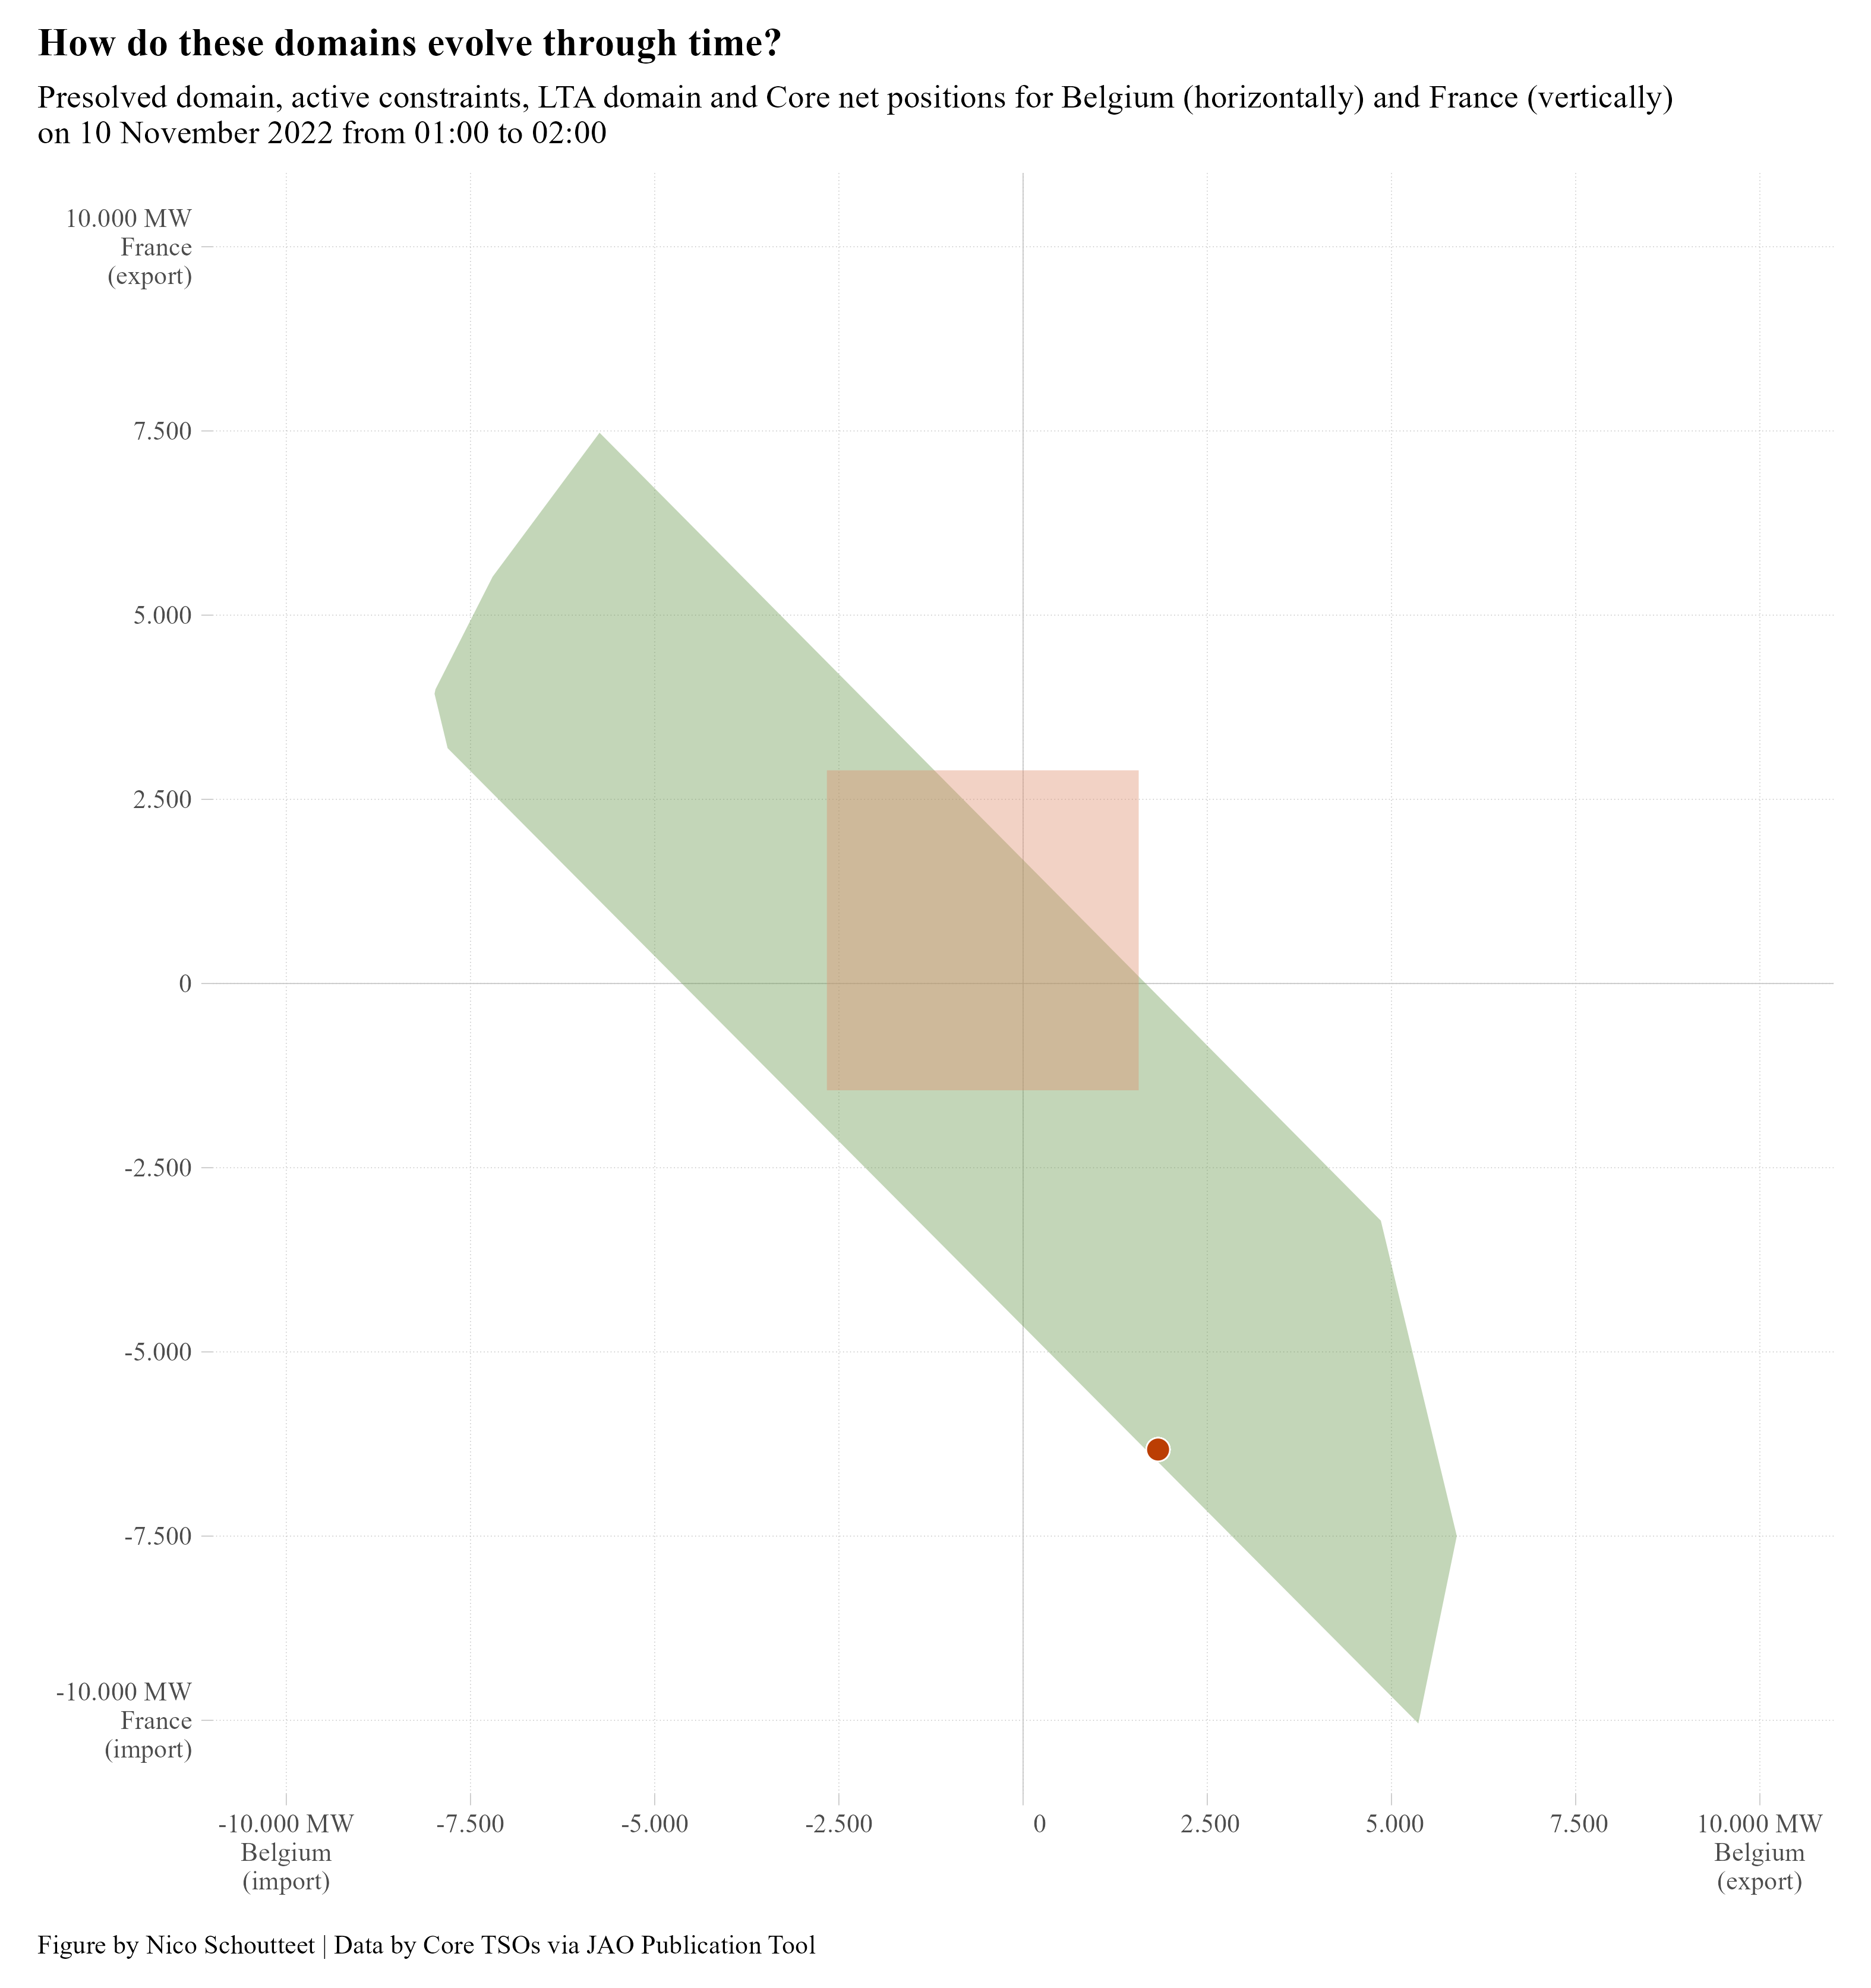 How do these domains evolve through time?
Presolved domain, active constraints, LTA domain and Core net positions for Belgium (horizontally) and France (vertically)
on 10 November 2022 from 01:00 to 02:00
10.000 MW
France
(export)
7.500
5.000
2.500
0
-2.500
-5.000
-7.500
-10.000 MW
France
(import)
-10.000 MW
Belgium
(import)
-7.500
-5.000
-2.500
0
2.500
5.000
7.500
10.000 MW
Belgium
(export)
Figure by Nico Schoutteet | Data by Core TSOs via JAO Publication Tool